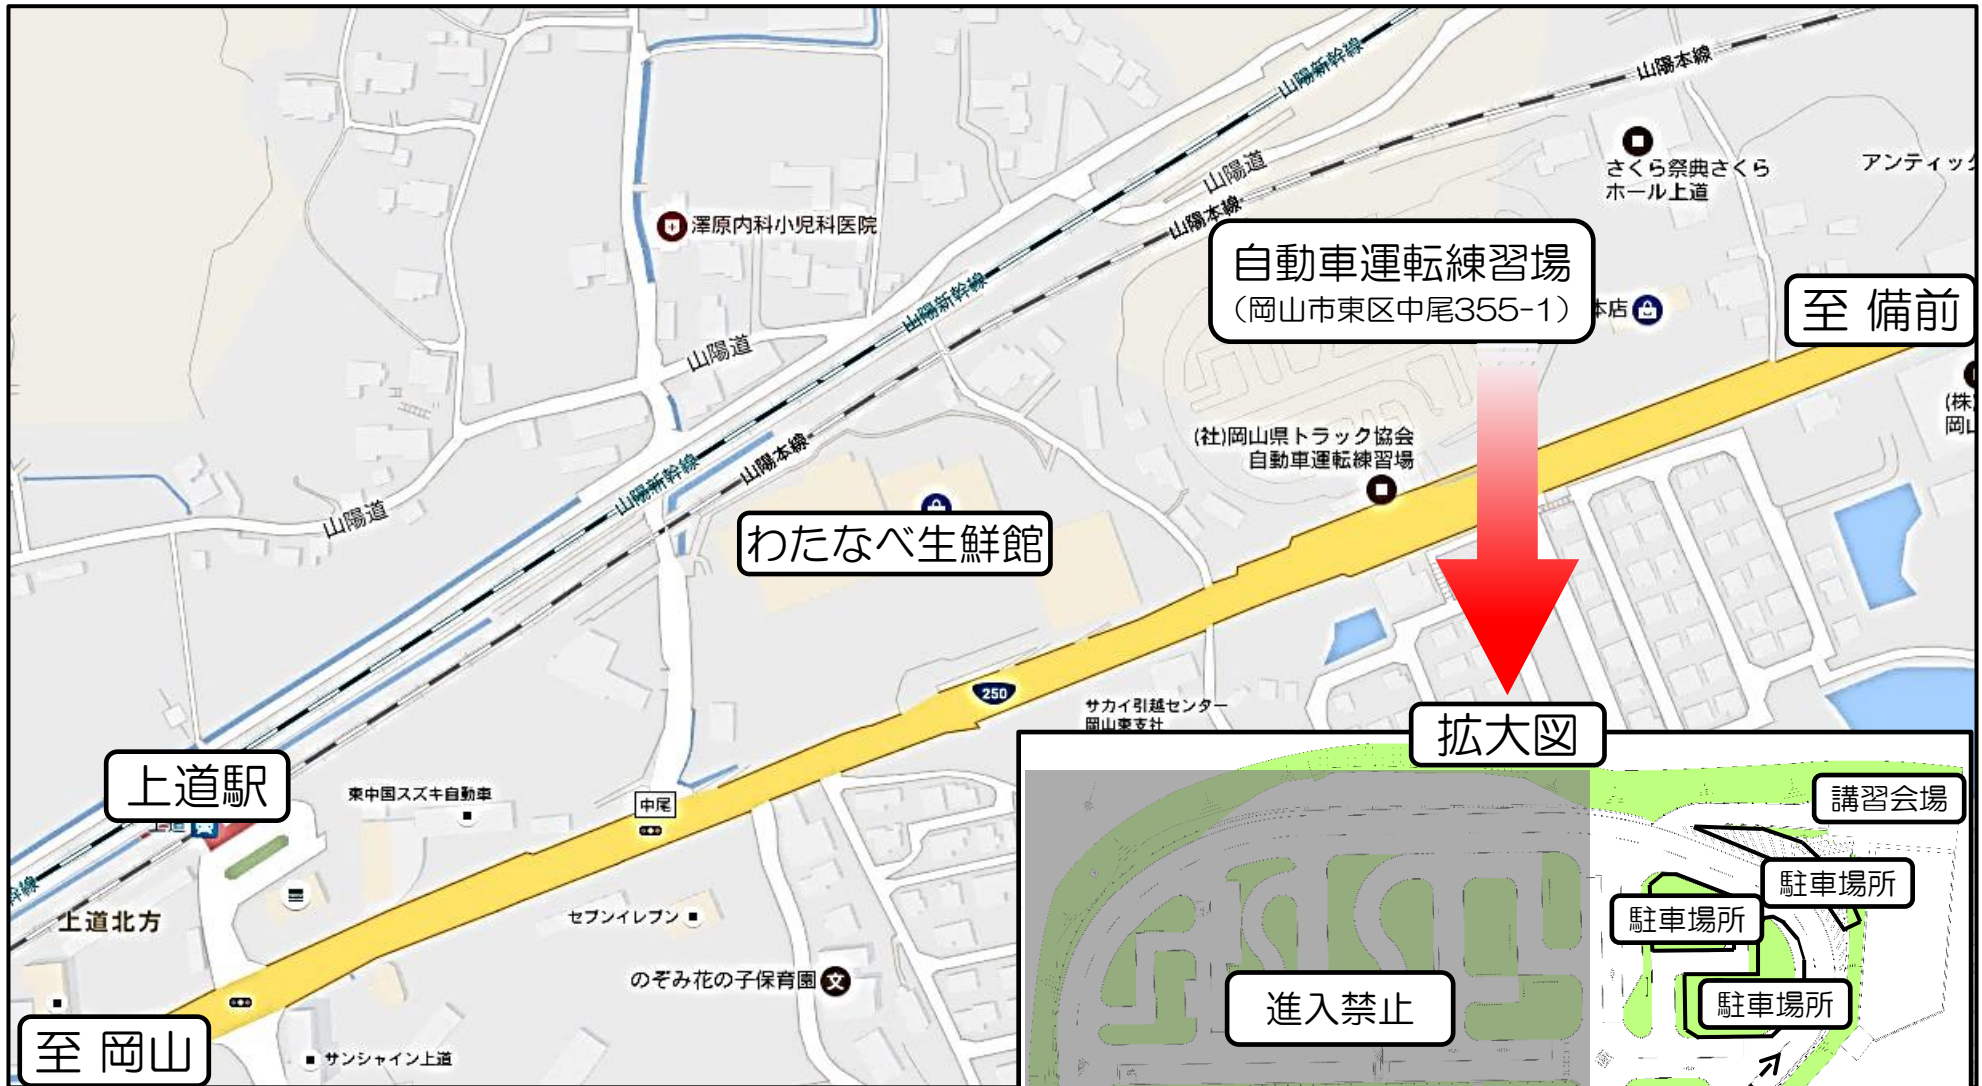 山陽新幹線
山陽本線
さくら祭典さくら
ホール上道
アンティック
山陽道
山陽本線
澤原内科小児科医院
自動車運転練習場
（岡山市東区中尾355-1）
本店
至 備前
山陽新幹線
山陽道
(株
岡山
(社)岡山県トラック協会
自動車運転練習場
山陽新幹線
山陽本線
山陽道
わたなべ生鮮館
250
サカイ引越センター
岡山東支社
拡大図
上道駅
上道
東中国スズキ自動車
中尾
講習会場
駐車場所
駐車場所
駐車場所
進入禁止
幹線
上道北方
セブンイレブン
のぞみ花の子保育園
文
至 岡山
サンシャイン上道